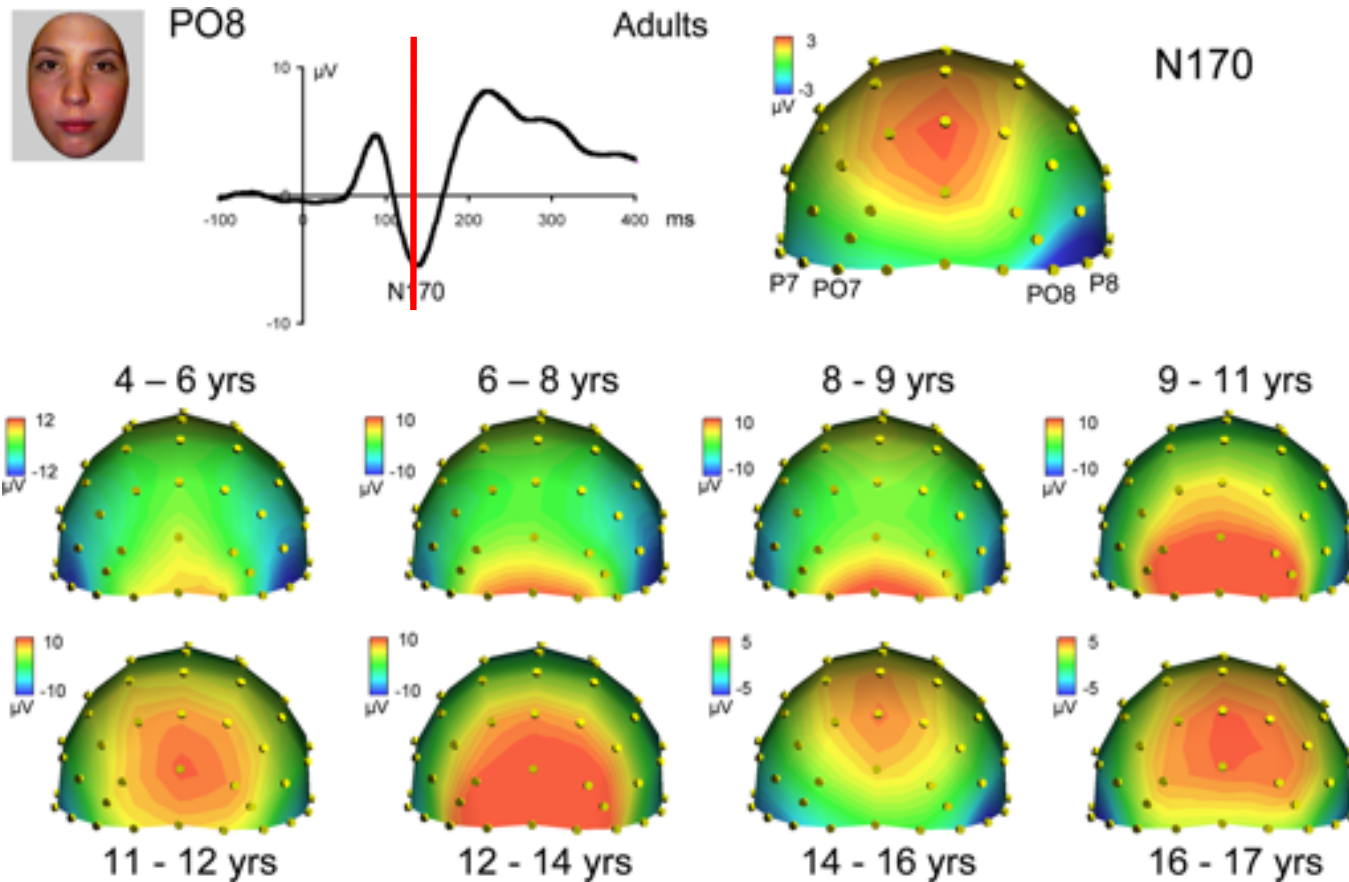 PO8
Adults
N170
10
µV
3
-3
µV
0
-100
0
100
200
300
400
ms
N170
-10
P7
PO7
PO8
P8
4 – 6 yrs
6 – 8 yrs
8 - 9 yrs
9 - 11 yrs
12
-12
µV
10
-10
µV
10
-10
µV
10
-10
µV
10
-10
µV
10
-10
µV
5
-5
µV
5
-5
µV
11 - 12 yrs
12 - 14 yrs
14 - 16 yrs
16 - 17 yrs